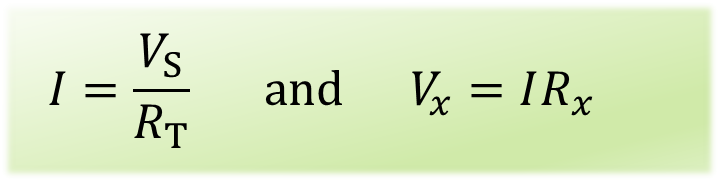 I = V_S / R_T and V_x = I R_x